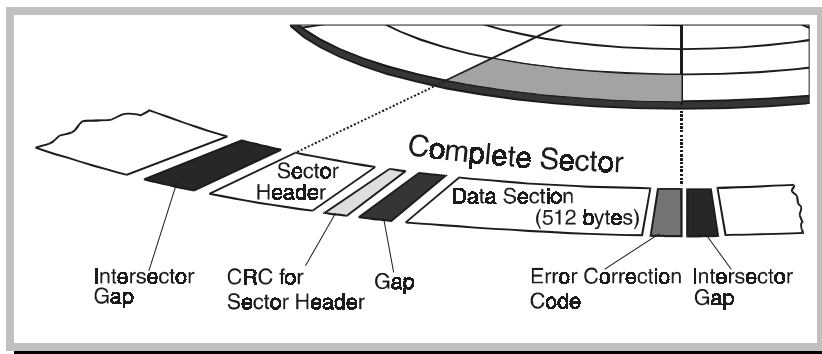 Complete Sector
Sector
Header
Data Section
(512 bytes)
Intersector
Gap
CRC for
Sector Header
Gap
Error Correction
Code
Intersector
Gap